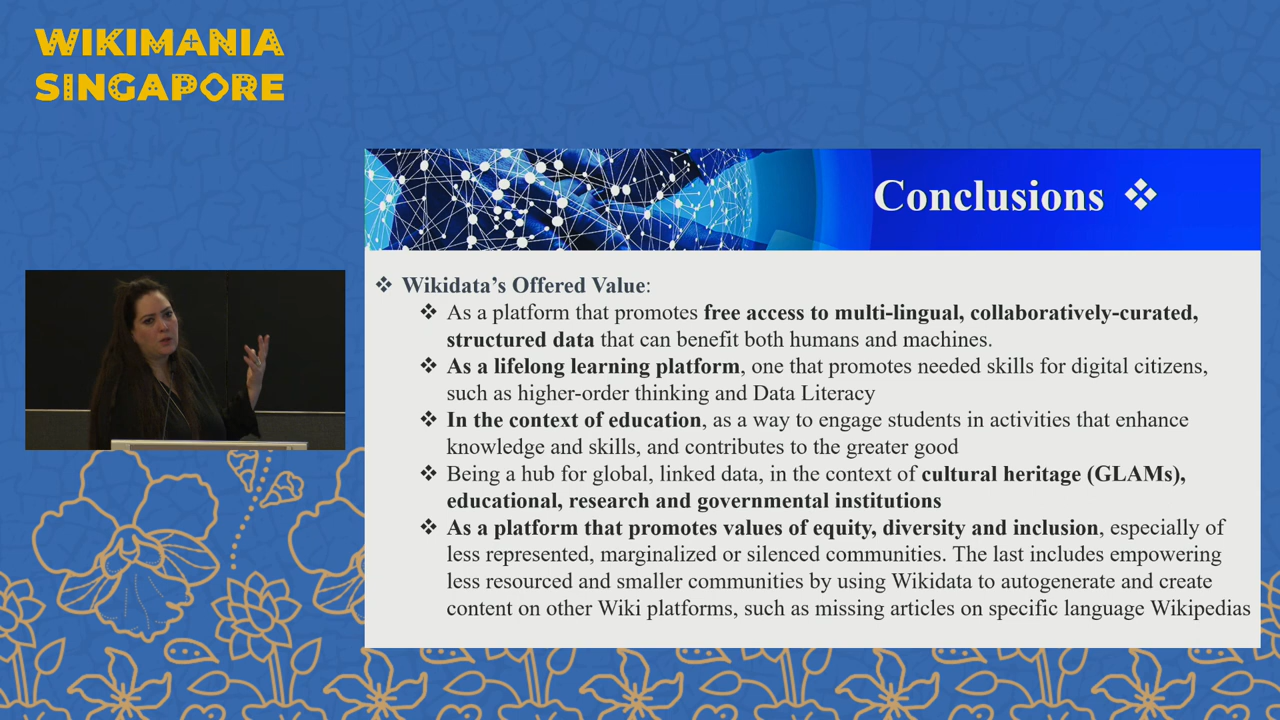 WIKIMANIA
SINGAPORE
Conclusions
Wikidata’s Offered Value:
As a platform that promotes free access to multi-lingual, collaboratively-curated,
structured data that can benefit both humans and machines.
As a lifelong learning platform, one that promotes needed skills for digital citizens,
such as higher-order thinking and Data Literacy
In the context of education, as a way to engage students in activities that enhance
knowledge and skills, and contributes to the greater good
Being a hub for global, linked data, in the context of cultural heritage (GLAMs),
educational, research and governmental institutions
As a platform that promotes values of equity, diversity and inclusion, especially of
less represented, marginalized or silenced communities. The last includes empowering
less resourced and smaller communities by using Wikidata to autogenerate and create
content on other Wiki platforms, such as missing articles on specific language Wikipedias